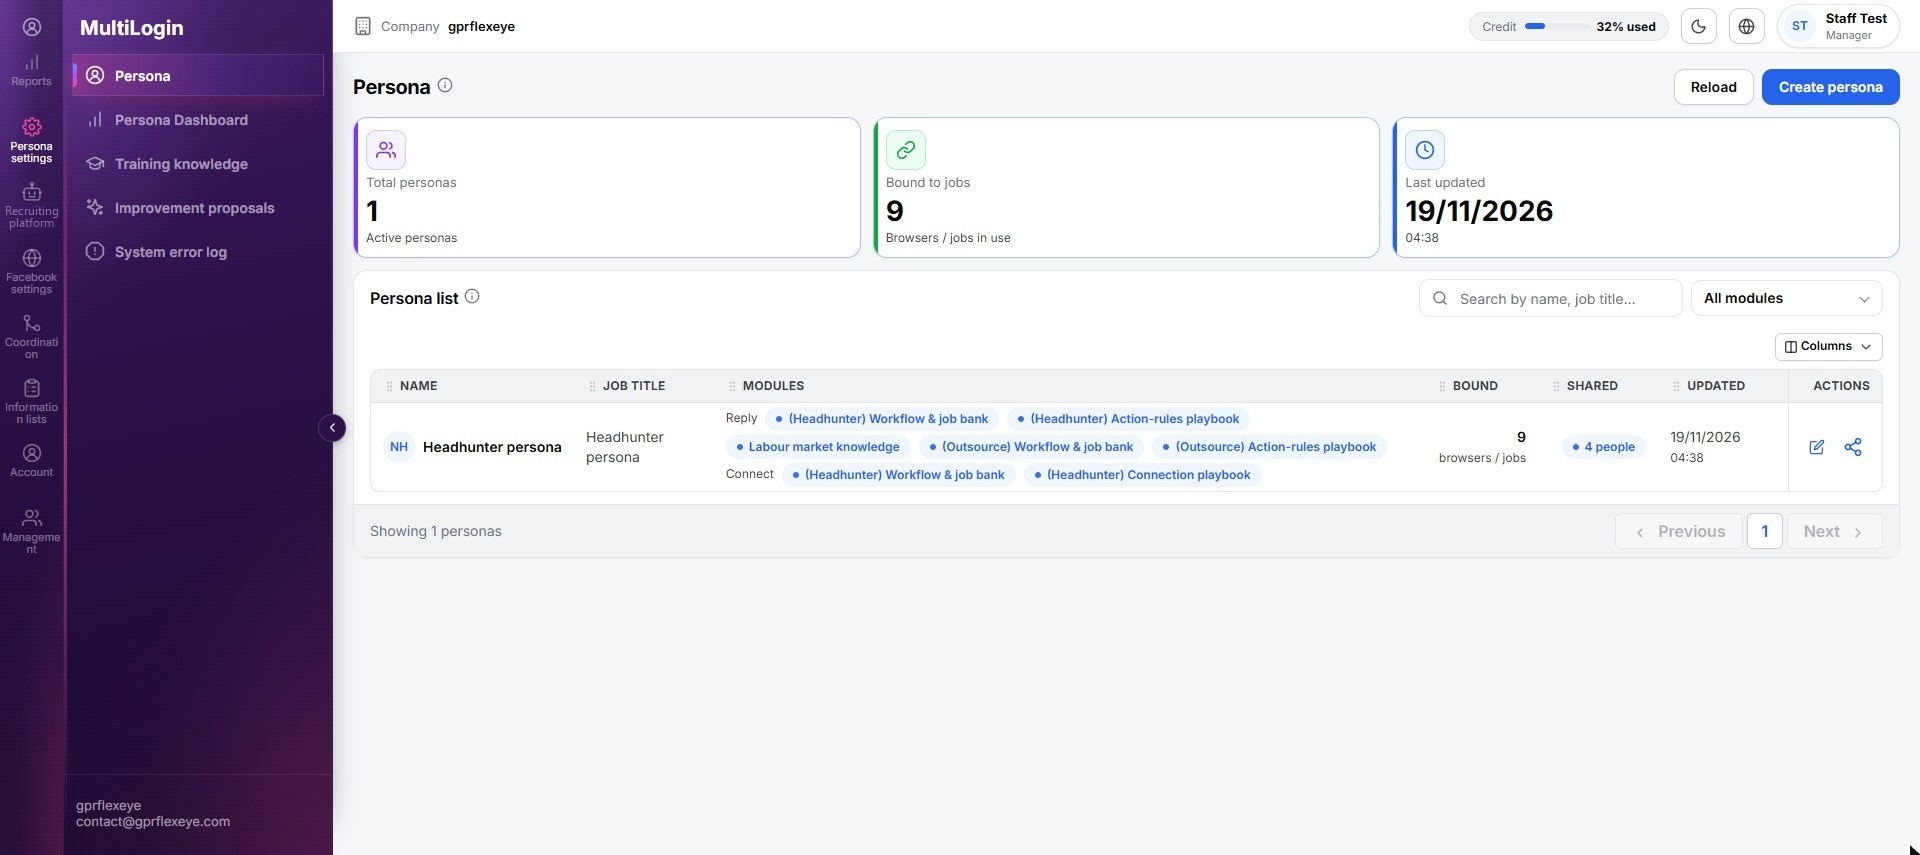 MultiLogin
Reports
Persona
settings
Recruiting
platform
Facebook
settings
Coordinati
on
Informatio
n lists
Account
Manageme
nt
Persona
Persona Dashboard
Training knowledge
Improvement proposals
System error log
gprflexeye
contact@gprflexeye.com
Company gprflexeye
Credit 32% used
ST
Staff Test
Manager
Persona
Reload
Create persona
Total personas
1
Active personas
Bound to jobs
9
Browsers / jobs in use
Last updated
19/11/2026
04:38
Persona list
Search by name, job title...
All modules
Columns
NAME JOB TITLE MODULES BOUND SHARED UPDATED ACTIONS
NH Headhunter persona
Headhunter
persona
Reply (Headhunter) Workflow & job bank (Headhunter) Action-rules playbook
Labour market knowledge (Outsource) Workflow & job bank (Outsource) Action-rules playbook
Connect (Headhunter) Workflow & job bank (Headhunter) Connection playbook
9
browsers / jobs
4 people
19/11/2026
04:38
Showing 1 personas
Previous 1 Next